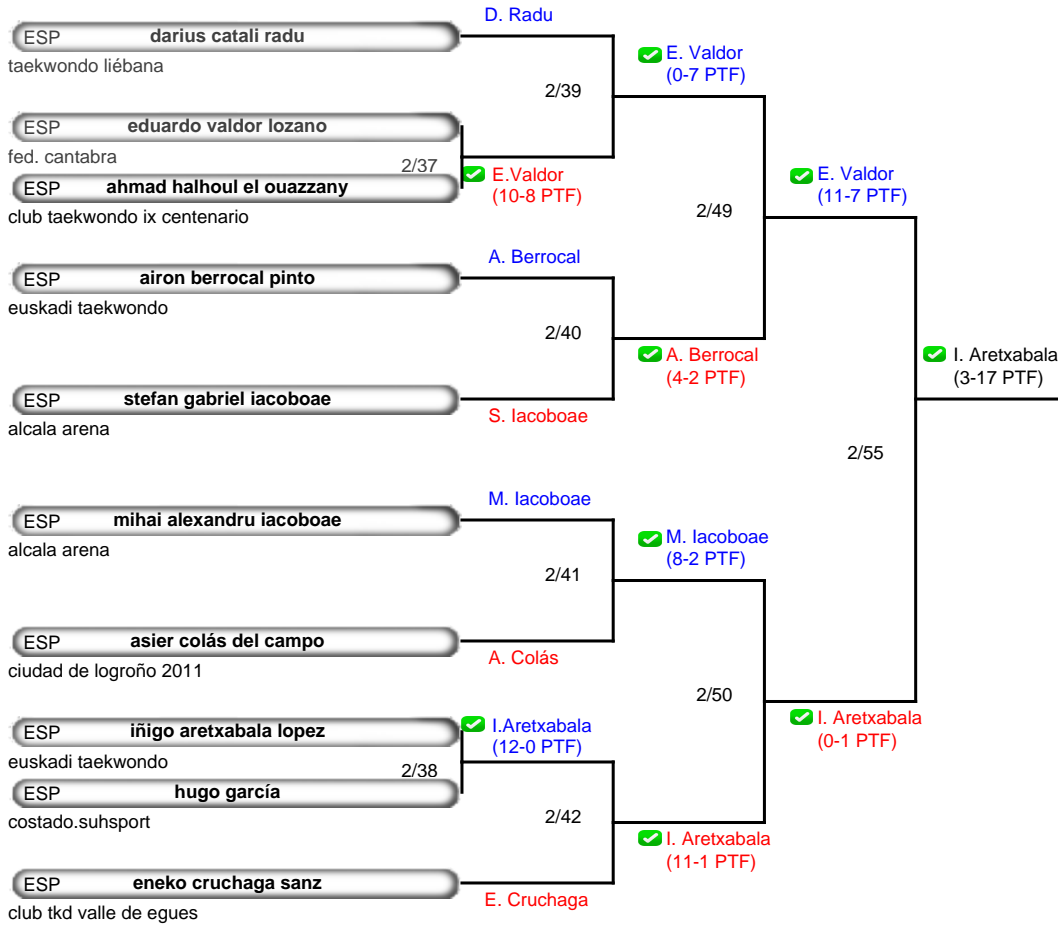 D. Radu
ESP darius catali radu
taekwondo liébana
E. Valdor
(0-7 PTF)
2/39
ESP eduardo valdor lozano
fed. cantabra
2/37
E.Valdor
(10-8 PTF)
ESP ahmad halhoul el ouazzany
club taekwondo ix centenario
E. Valdor
(11-7 PTF)
2/49
A. Berrocal
ESP airon berrocal pinto
euskadi taekwondo
2/40
A. Berrocal
(4-2 PTF)
I. Aretxabala
(3-17 PTF)
ESP stefan gabriel iacoboae
alcala arena
S. Iacoboae
2/55
M. Iacoboae
ESP mihai alexandru iacoboae
alcala arena
M. Iacoboae
(8-2 PTF)
2/41
ESP asier colás del campo
ciudad de logroño 2011
A. Colás
2/50
ESP iñigo aretxabala lopez
euskadi taekwondo
I.Aretxabala
(12-0 PTF)
I. Aretxabala
(0-1 PTF)
2/38
ESP hugo garcía
costado.suhsport
2/42
I. Aretxabala
(11-1 PTF)
ESP eneko cruchaga sanz
club tkd valle de egues
E. Cruchaga